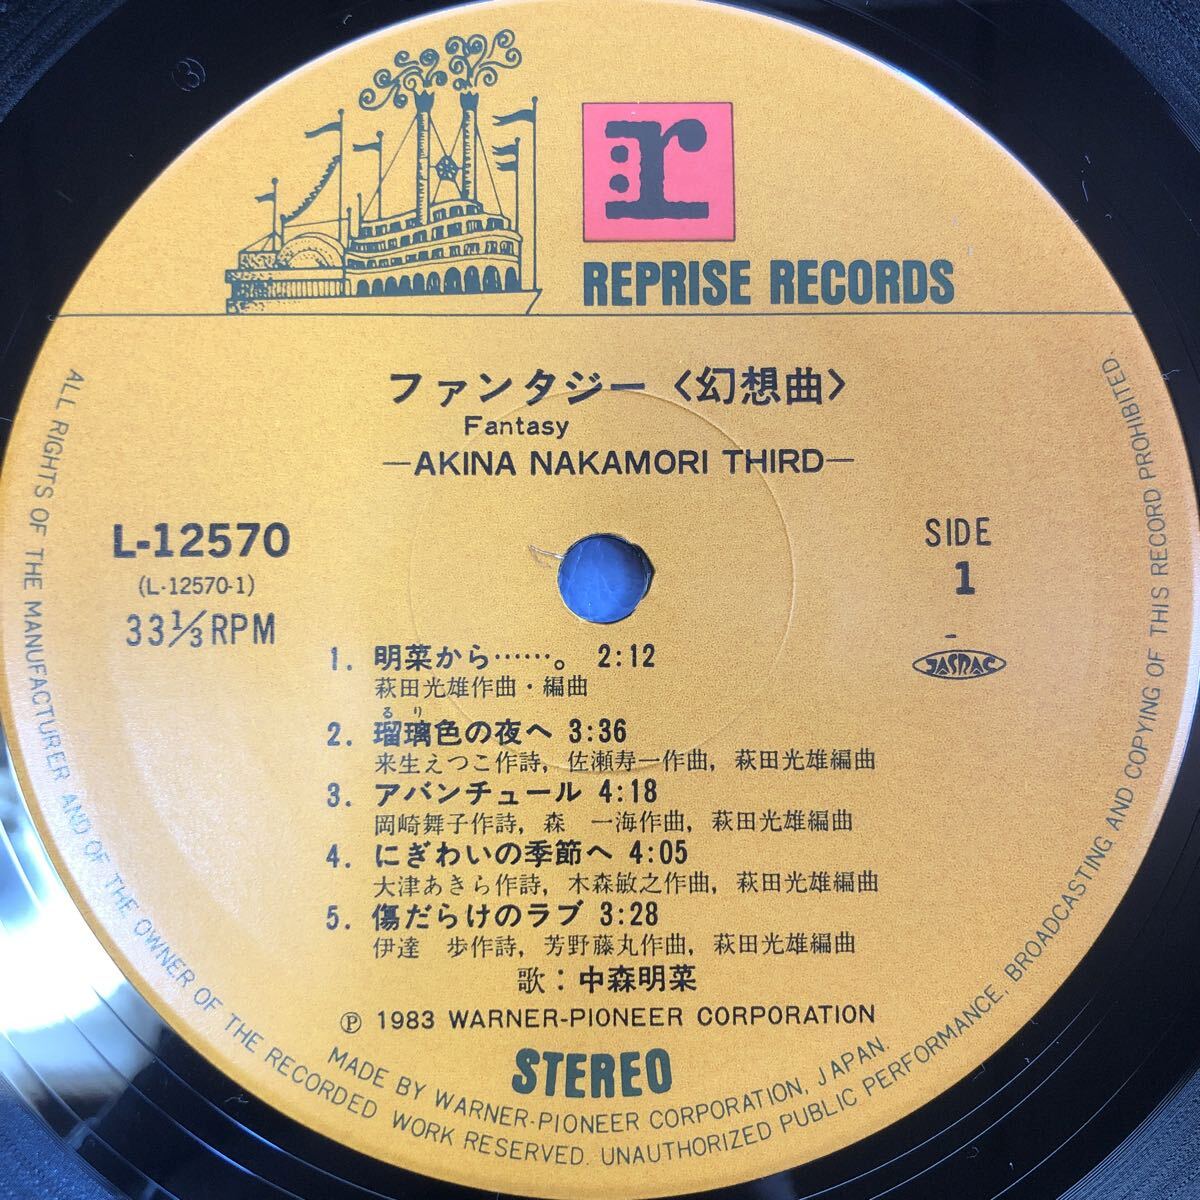 r
REPRISE RECORDS
ファンタジー〈幻想曲〉
Fantasy
—AKINA NAKAMORI THIRD—
L-12570
(L-12570-1)
33⅓RPM
SIDE
1
JASRAC
1. 明菜から……。 2:12
萩田光雄作曲・編曲
るり
2. 瑠璃色の夜へ 3:36
来生えつこ作詩, 佐瀬寿一作曲, 萩田光雄編曲
3. アバンチュール 4:18
岡崎舞子作詩, 森 一海作曲, 萩田光雄編曲
4. にぎわいの季節へ 4:05
大津あきら作詩, 木森敏之作曲, 萩田光雄編曲
5. 傷だらけのラブ 3:28
伊達 歩作詩, 芳野藤丸作曲, 萩田光雄編曲
歌：中森明菜
Ⓟ 1983 WARNER-PIONEER CORPORATION
STEREO
MADE BY WARNER-PIONEER CORPORATION, JAPAN.
ALL RIGHTS OF THE MANUFACTURER AND OF THE OWNER OF THE RECORDED WORK RESERVED. UNAUTHORIZED PUBLIC PERFORMANCE, BROADCASTING AND COPYING OF THIS RECORD PROHIBITED.
3